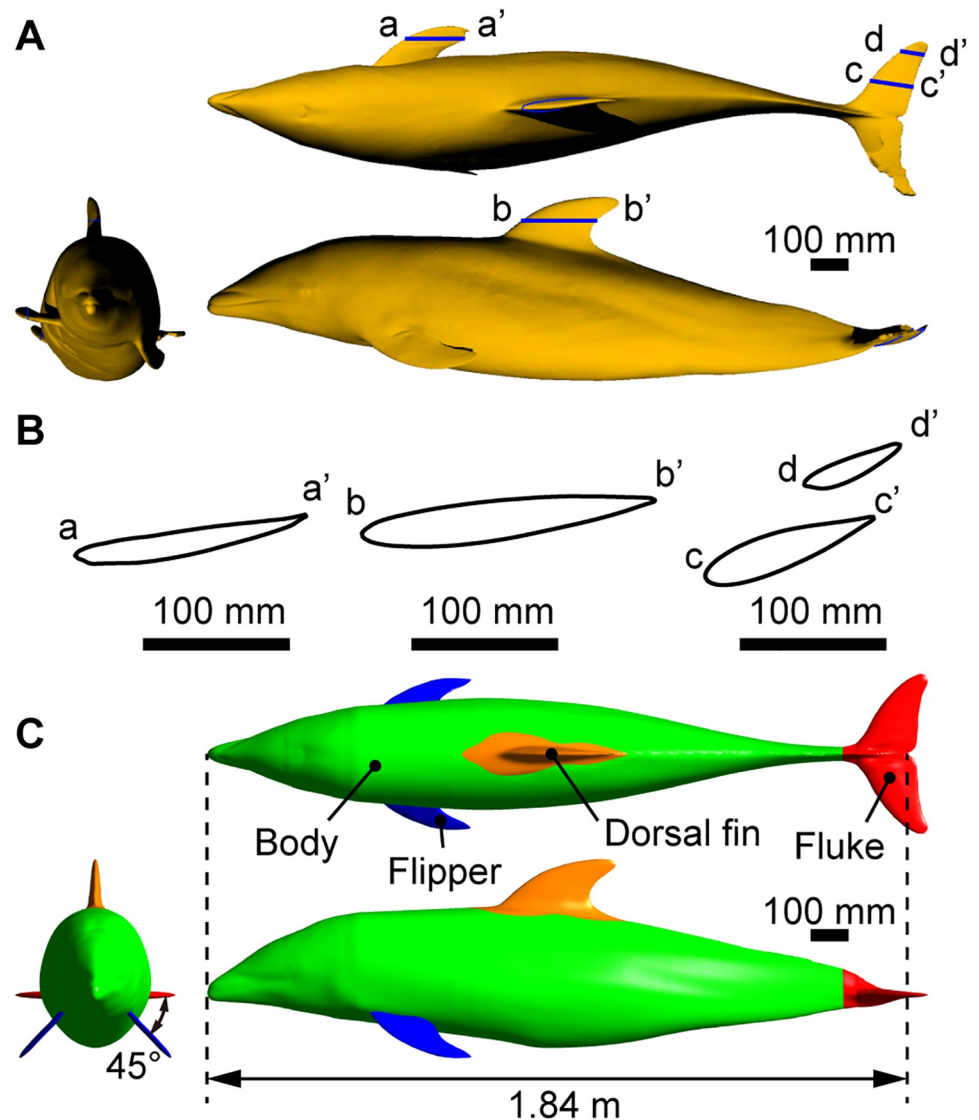 A
a a'
d d'
c c'
b b'
100 mm
B
a a'
b b'
d d'
c c'
100 mm 100 mm 100 mm
C
Body
Flipper
Dorsal fin
Fluke
100 mm
45°
1.84 m